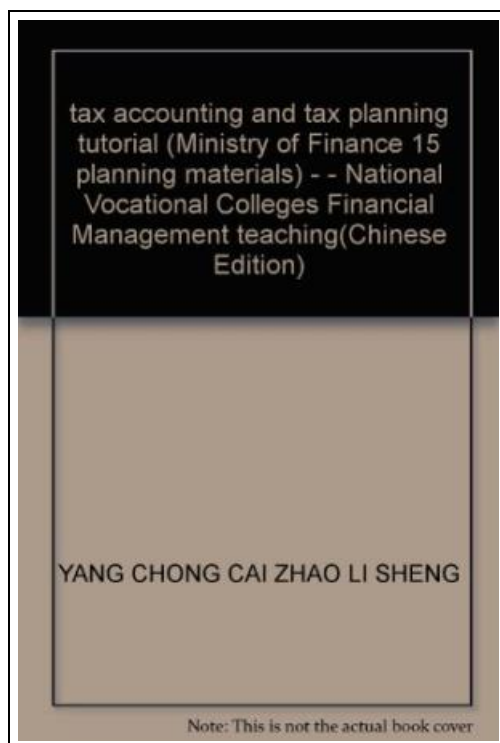 tax accounting and tax planning
tutorial (Ministry of Finance 15
planning materials) - - National
Vocational Colleges Financial
Management teaching(Chinese
Edition)
YANG CHONG CAI ZHAO LI SHENG
Note: This is not the actual book cover